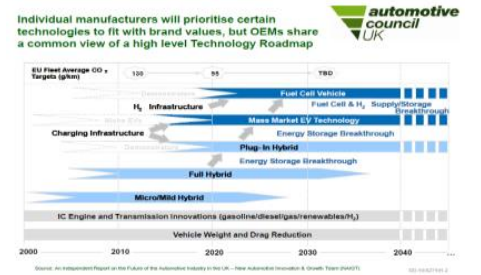 Individual manufacturers will prioritise certain
technologies to fit with brand values, but OEMs share
a common view of a high level Technology Roadmap
automotive
council
UK
EU Fleet Average CO2
Targets (g/km)
130
95
TBD
Demonstrators
Fuel Cell Vehicle
H2 Infrastructure
Fuel Cell & H2 Supply/Storage
Breakthrough
Niche EVs
Mass Market EV Technology
Charging Infrastructure
Energy Storage Breakthrough
Demonstrators
Plug-In Hybrid
Energy Storage Breakthrough
Full Hybrid
Micro/Mild Hybrid
IC Engine and Transmission innovations (gasoline/diesel/gas/renewables/H2)
Vehicle Weight and Drag Reduction
2000
2010
2020
2030
2040
...
Source: An Independent Report on the Future of the Automotive Industry in the UK – New Automotive Innovation & Growth Team (NAIGT)